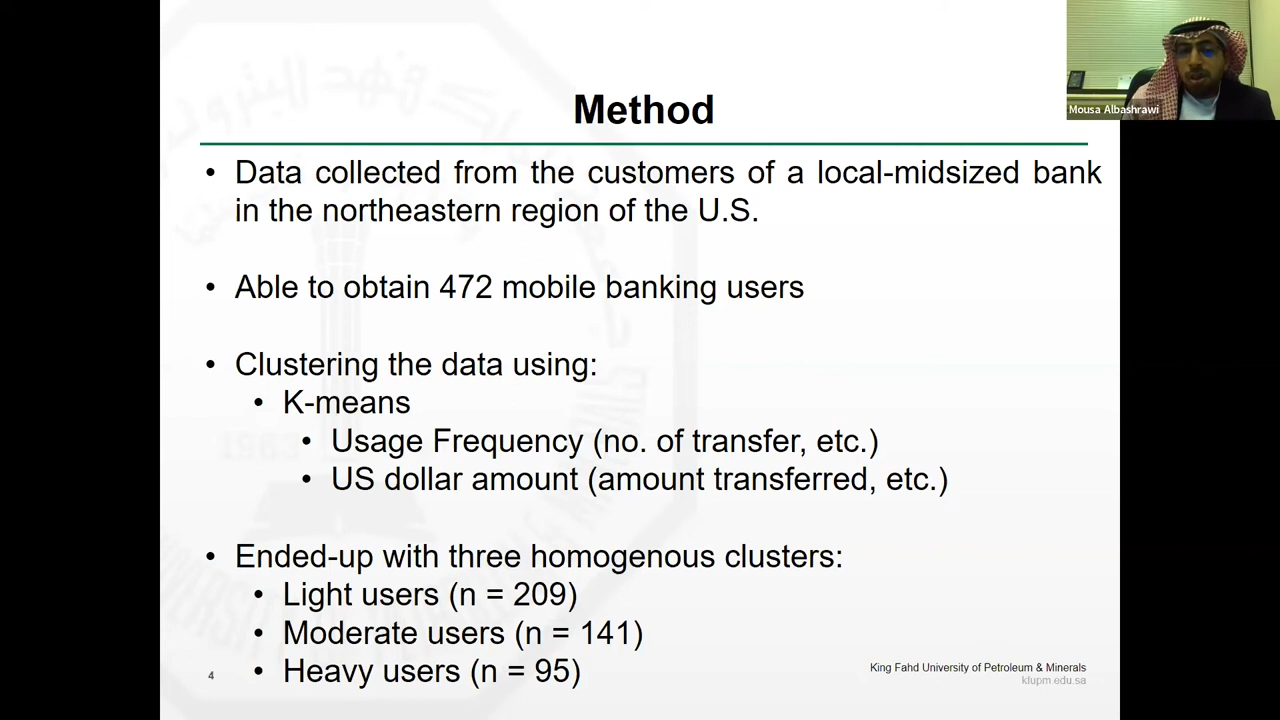 Method
• Data collected from the customers of a local-midsized bank
in the northeastern region of the U.S.
• Able to obtain 472 mobile banking users
• Clustering the data using:
• K-means
• Usage Frequency (no. of transfer, etc.)
• US dollar amount (amount transferred, etc.)
• Ended-up with three homogenous clusters:
• Light users (n = 209)
• Moderate users (n = 141)
• Heavy users (n = 95)
4
King Fahd University of Petroleum & Minerals
kfupm.edu.sa
Mousa Albashrawi
1963